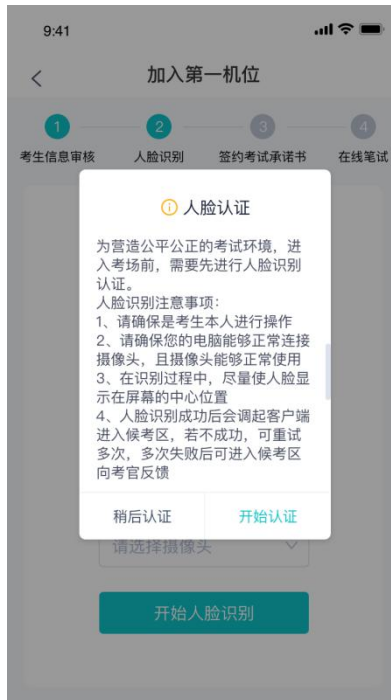 9:41
加入第一机位
1
2
3
4
考生信息审核
人脸识别
签约考试承诺书
在线笔试
人脸认证
为营造公平公正的考试环境，进
入考场前，需要先进行人脸识别
认证。
人脸识别注意事项：
1、请确保是考生本人进行操作
2、请确保您的电脑能够正常连接
摄像头，且摄像头能够正常使用
3、在识别过程中，尽量使人脸显
示在屏幕的中心位置
4、人脸识别成功后会调起客户端
进入候考区，若不成功，可重试
多次，多次失败后可进入候考区
向考官反馈
稍后认证
开始认证
请选择摄像头
开始人脸识别